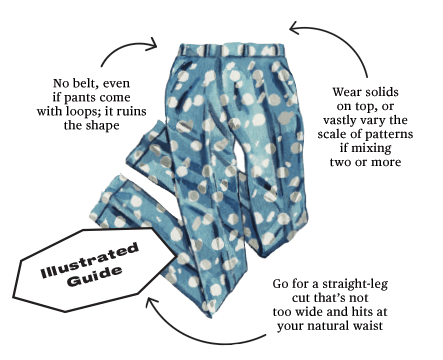 No belt, even
if pants come
with loops; it ruins
the shape
Wear solids
on top, or
vastly vary the
scale of patterns
if mixing
two or more
Illustrated
Guide
Go for a straight-leg
cut that's not
too wide and hits at
your natural waist